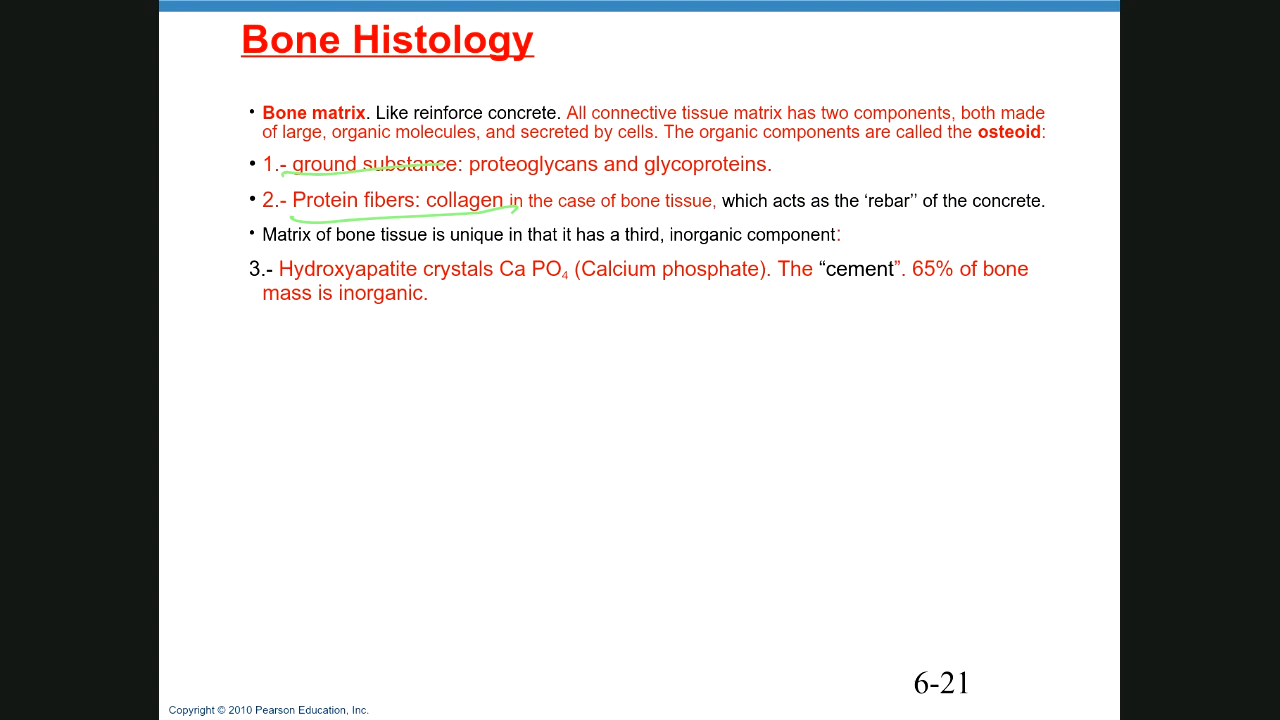 Bone Histology
• Bone matrix. Like reinforce concrete. All connective tissue matrix has two components, both made
of large, organic molecules, and secreted by cells. The organic components are called the osteoid:
• 1.- ground substance: proteoglycans and glycoproteins.
• 2.- Protein fibers: collagen in the case of bone tissue, which acts as the ‘rebar’’ of the concrete.
• Matrix of bone tissue is unique in that it has a third, inorganic component:
3.- Hydroxyapatite crystals Ca PO₄ (Calcium phosphate). The “cement”. 65% of bone
mass is inorganic.
6-21
Copyright © 2010 Pearson Education, Inc.